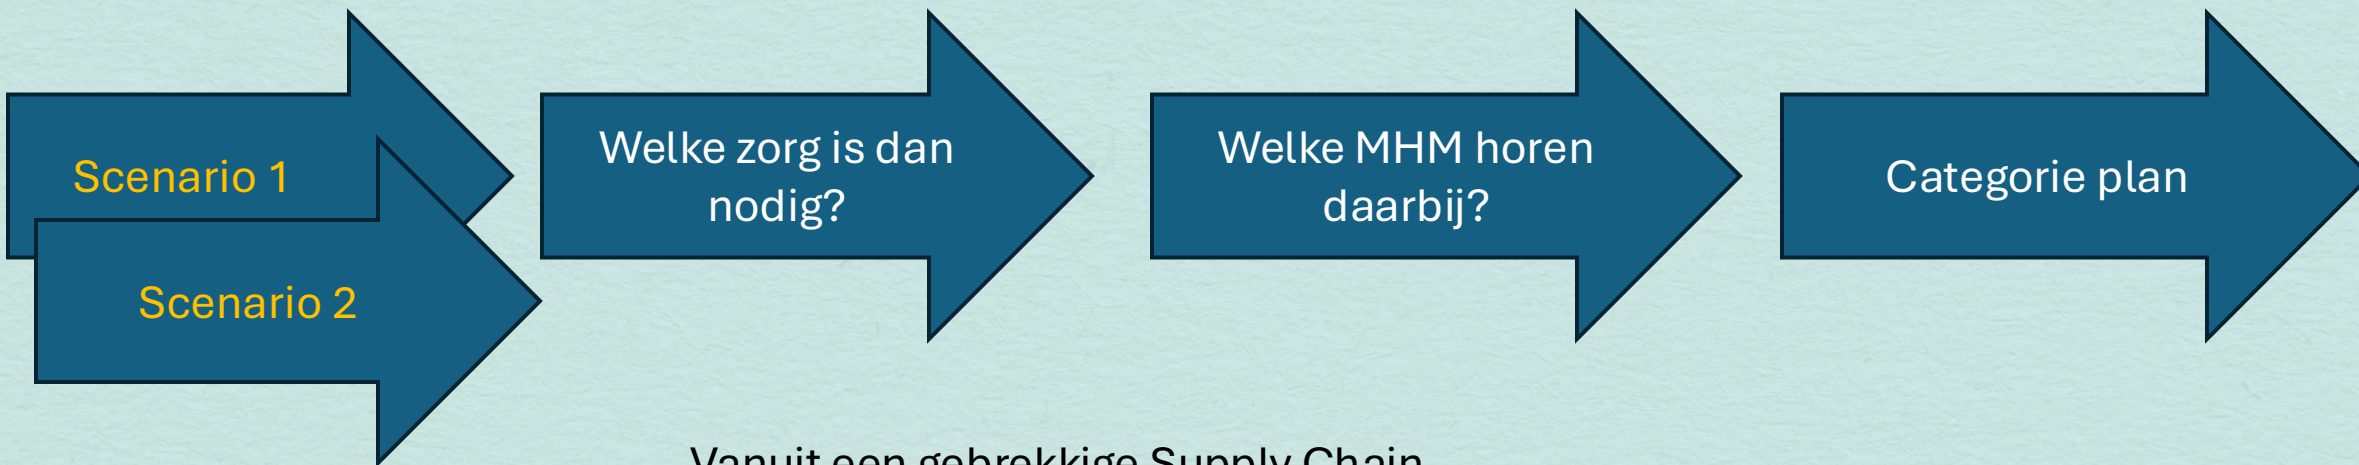 Scenario 1
Scenario 2
Welke zorg is dan
nodig?
Welke MHM horen
daarbij?
Categorie plan
Vanuit een gebrekkige Supply Chain